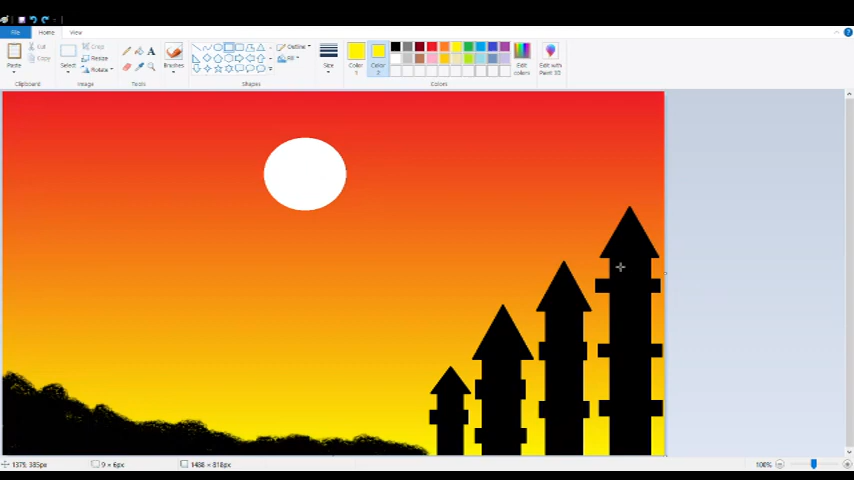 File Home View
Paste
Cut
Copy
Clipboard
Select
Crop
Resize
Rotate
Image
A
Tools
Brushes
Outline
Fill
Shapes
Size
Color 1
Color 2
Colors
Edit colors
Edit with Paint 3D
1379, 385px
9 × 6px
1488 × 818px
100%